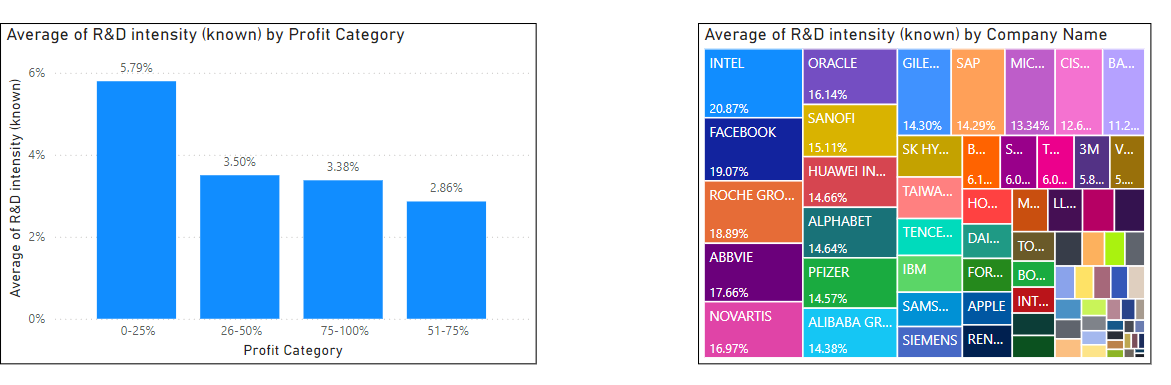 Average of R&D intensity (known) by Profit Category
Average of R&D intensity (known)
6%
4%
2%
0%
5.79%
3.50%
3.38%
2.86%
0-25%
26-50%
75-100%
51-75%
Profit Category
Average of R&D intensity (known) by Company Name
INTEL
20.87%
FACEBOOK
19.07%
ROCHE GRO...
18.89%
ABBVIE
17.66%
NOVARTIS
16.97%
ORACLE
16.14%
SANOFI
15.11%
HUAWEI IN...
14.66%
ALPHABET
14.64%
PFIZER
14.57%
ALIBABA GR...
14.38%
GILE...
14.30%
SAP
14.29%
MIC...
13.34%
CIS...
12.6...
BA...
11.2...
SK HY...
TAIWA...
TENCE...
IBM
SAMS...
SIEMENS
B...
6.1...
S...
6.0...
T...
6.0...
3M
5.8...
V...
5....
HO...
DAI...
FOR...
APPLE
REN...
M...
LL...
TO...
BO...
INT...